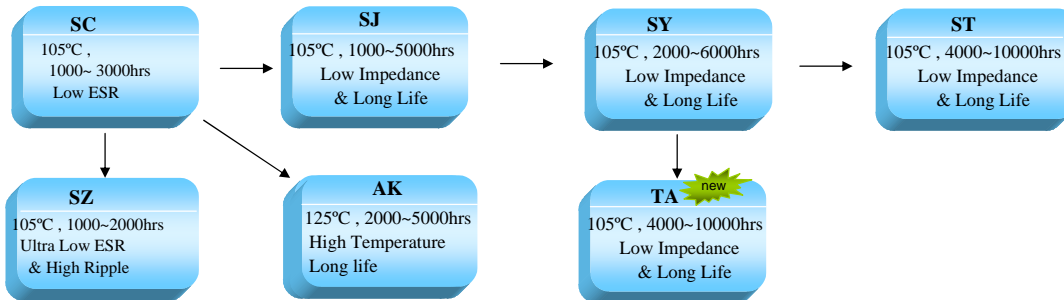 SC
105ºC ,
1000~ 3000hrs
Low ESR
SJ
105ºC , 1000~5000hrs
Low Impedance
& Long Life
SY
105ºC , 2000~6000hrs
Low Impedance
& Long Life
ST
105ºC , 4000~10000hrs
Low Impedance
& Long Life
SZ
105ºC , 1000~2000hrs
Ultra Low ESR
& High Ripple
AK
125ºC , 2000~5000hrs
High Temperature
Long life
TA
new
105ºC , 4000~10000hrs
Low Impedance
& Long Life